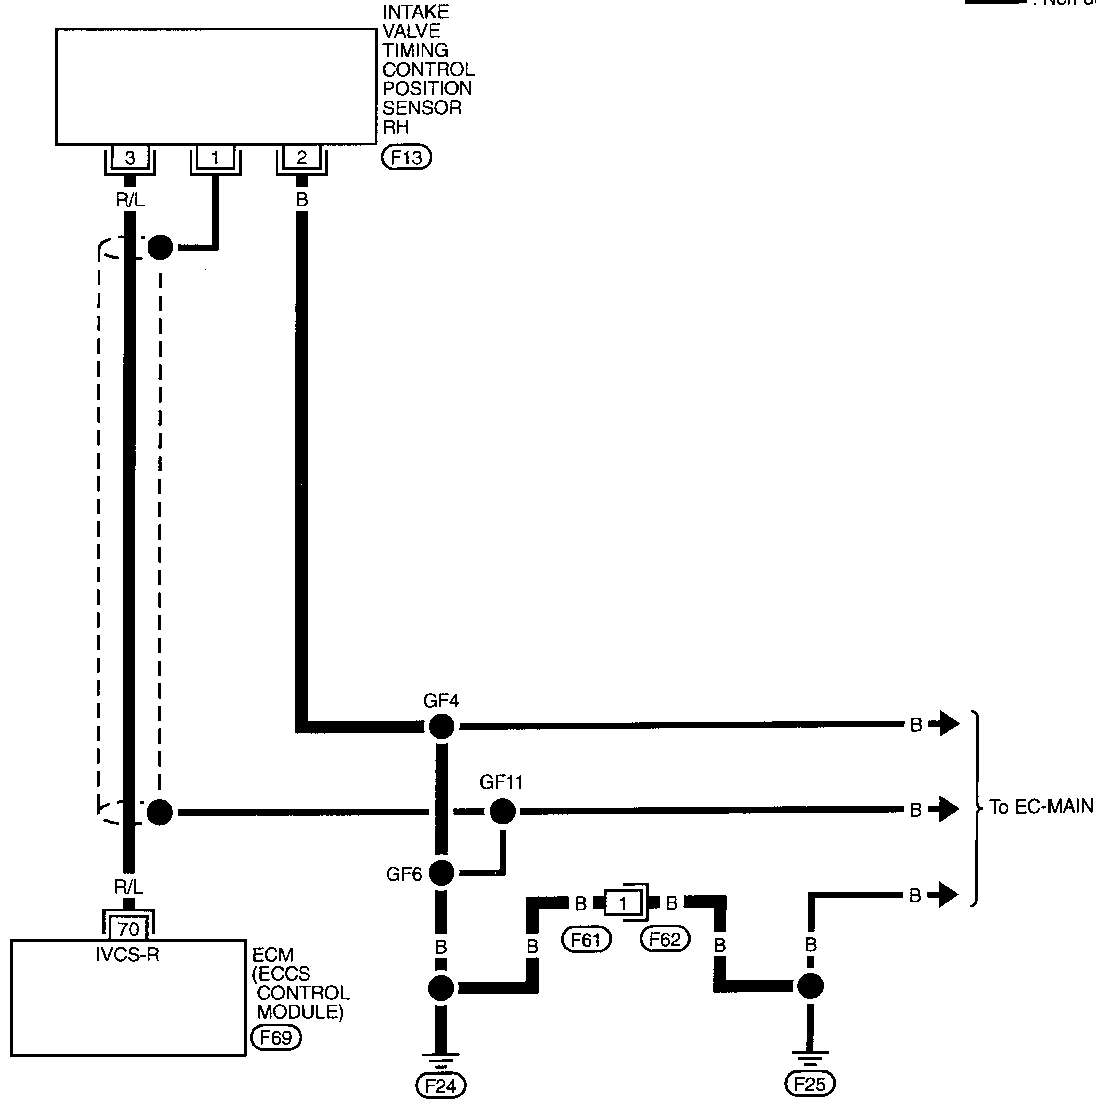 INTAKE
VALVE
TIMING
CONTROL
POSITION
SENSOR
RH
F13
3
1
2
R/L
B
GF4
B
GF11
B
To EC-MAIN
GF6
R/L
B
1
B
B
F61
F62
70
IVCS-R
B
B
B
B
ECM
(ECCS
CONTROL
MODULE)
F69
F24
F25